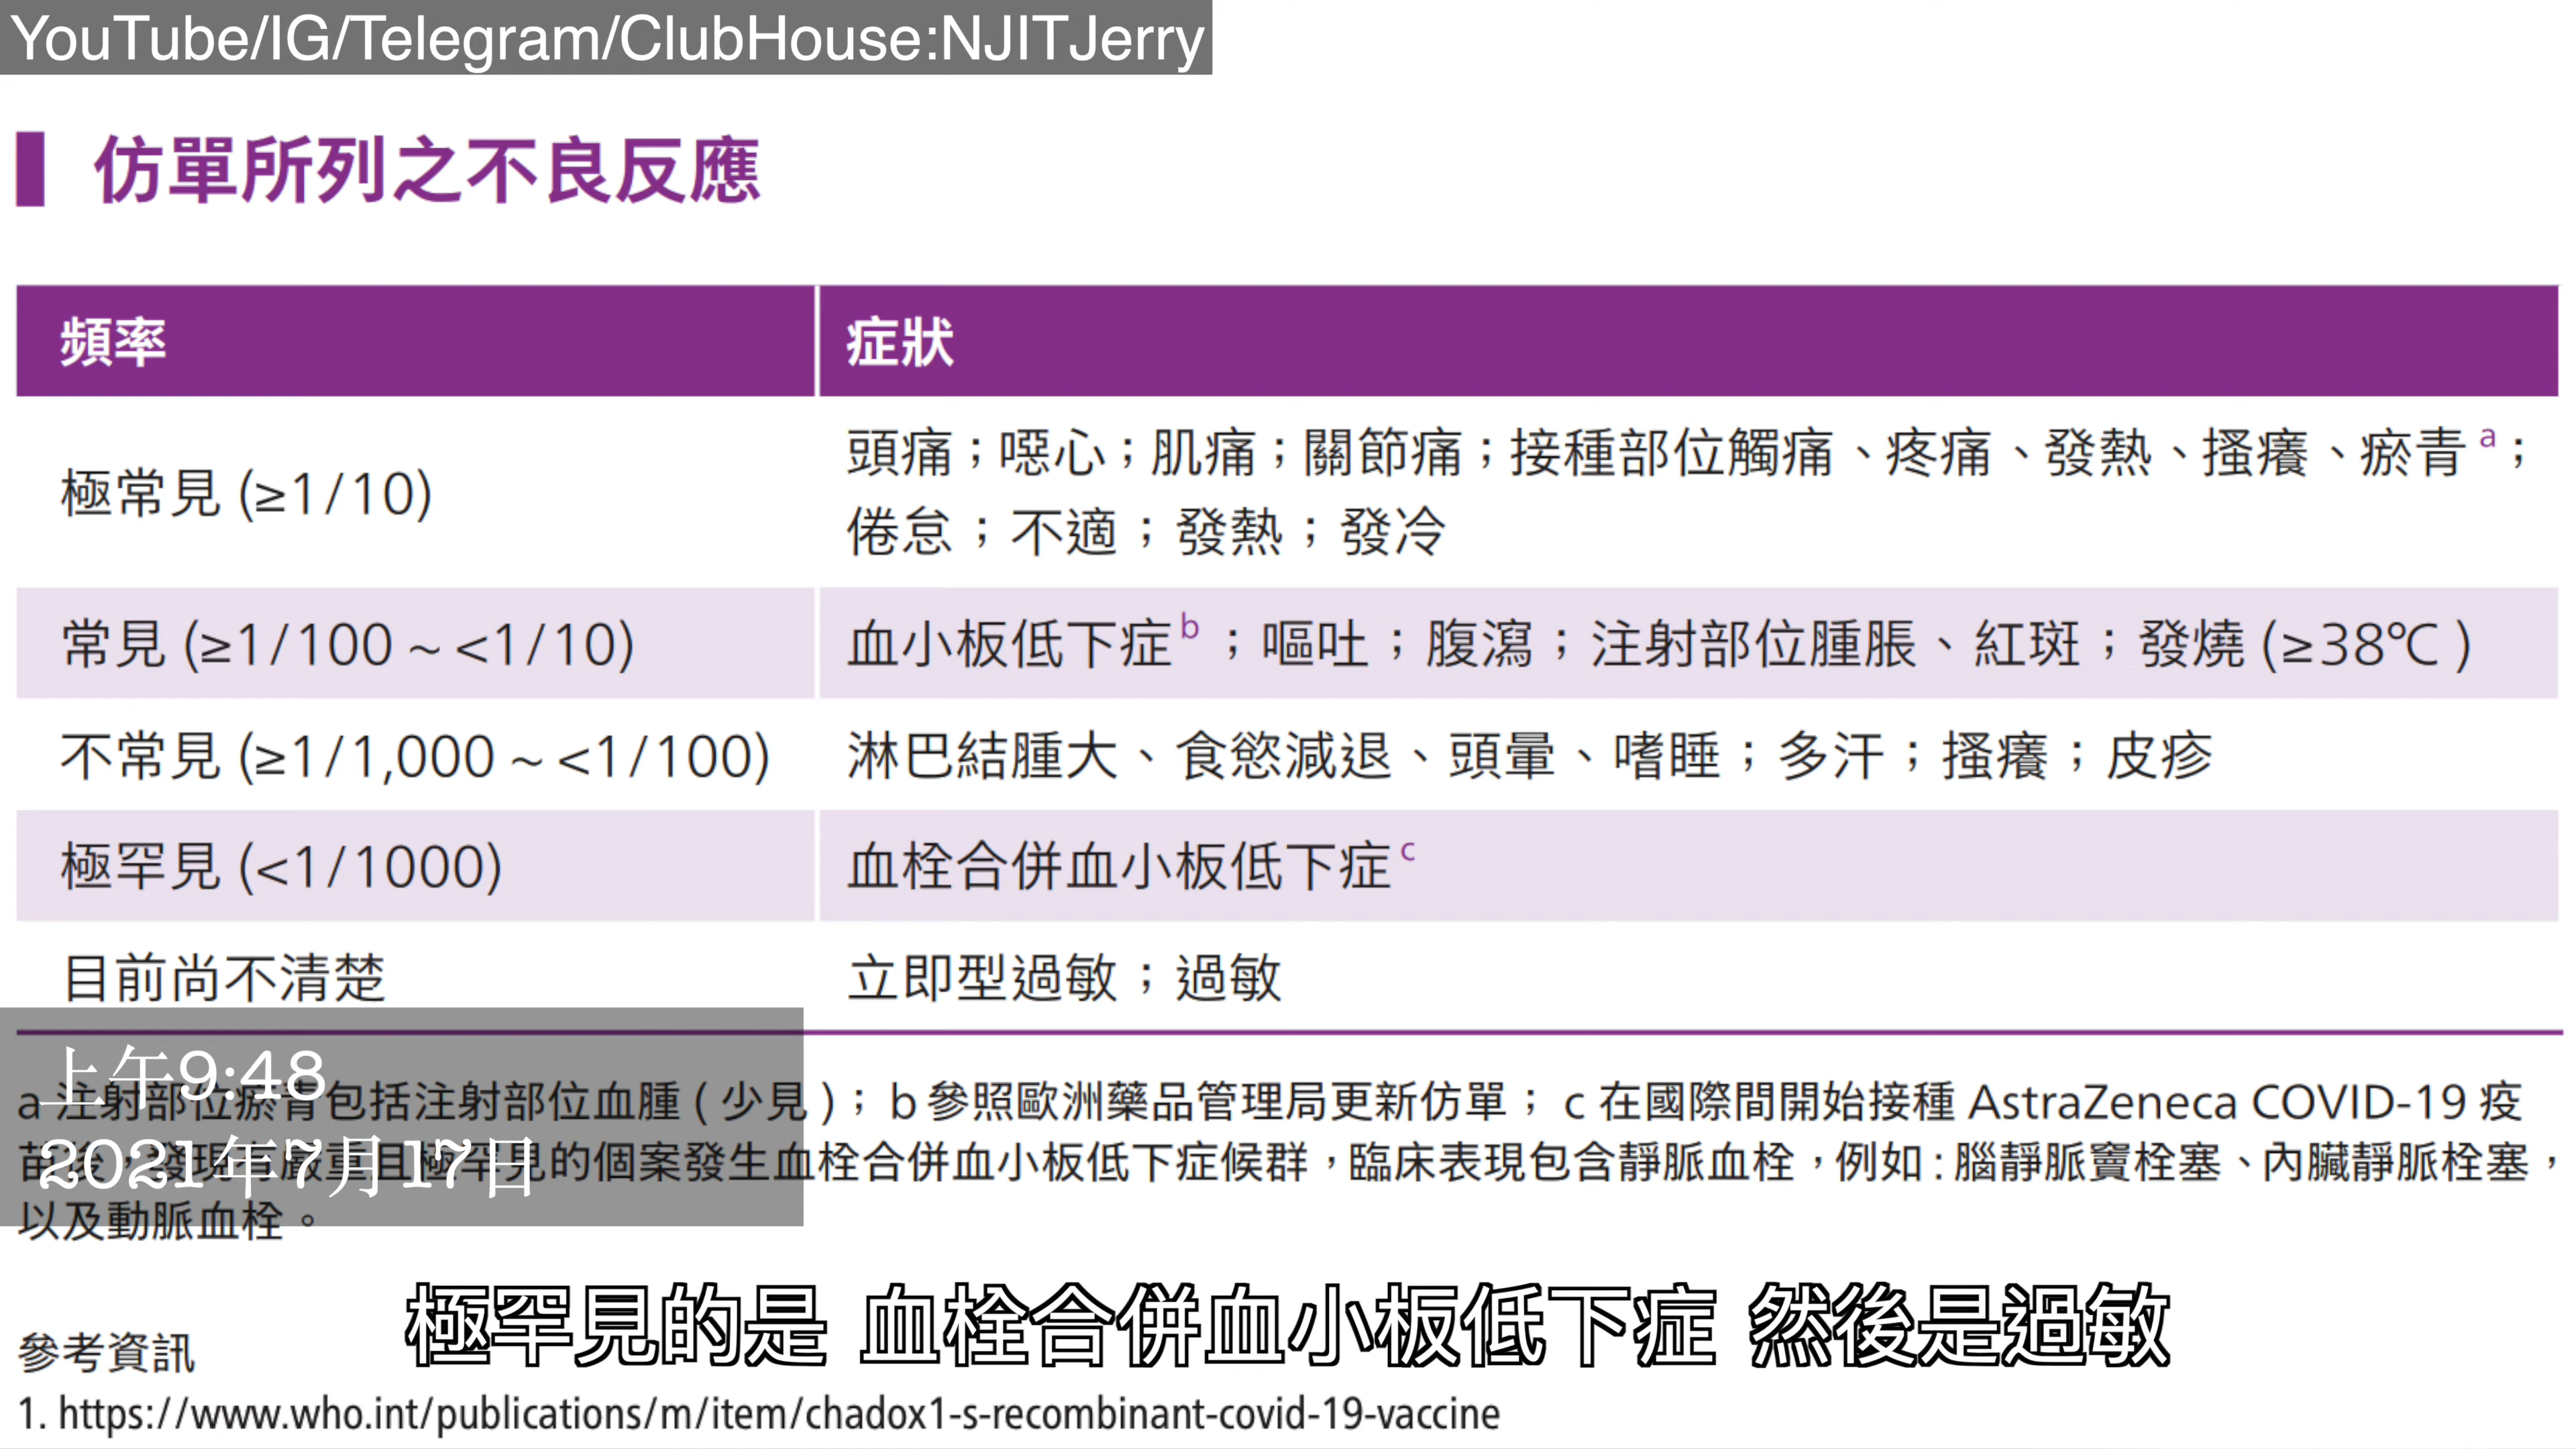 YouTube/IG/Telegram/ClubHouse:NJITJerry
仿單所列之不良反應
頻率 症狀
極常見 (≥1/10) 頭痛；噁心；肌痛；關節痛；接種部位觸痛、疼痛、發熱、搔癢、瘀青 a；
倦怠；不適；發熱；發冷
常見 (≥1/100 ~ <1/10) 血小板低下症 b；嘔吐；腹瀉；注射部位腫脹、紅斑；發燒 (≥38℃)
不常見 (≥1/1,000 ~ <1/100) 淋巴結腫大、食慾減退、頭暈、嗜睡；多汗；搔癢；皮疹
極罕見 (<1/1000) 血栓合併血小板低下症 c
目前尚不清楚 立即型過敏；過敏
上午9:48
a 注射部位瘀青包括注射部位血腫 ( 少見 )； b 參照歐洲藥品管理局更新仿單； c 在國際間開始接種 AstraZeneca COVID-19 疫
2021年7月17日
苗後，發現有嚴重且極罕見的個案發生血栓合併血小板低下症候群，臨床表現包含靜脈血栓，例如：腦靜脈竇栓塞、內臟靜脈栓塞，
以及動脈血栓。
極罕見的是 血栓合併血小板低下症 然後是過敏
參考資訊
1. https://www.who.int/publications/m/item/chadox1-s-recombinant-covid-19-vaccine